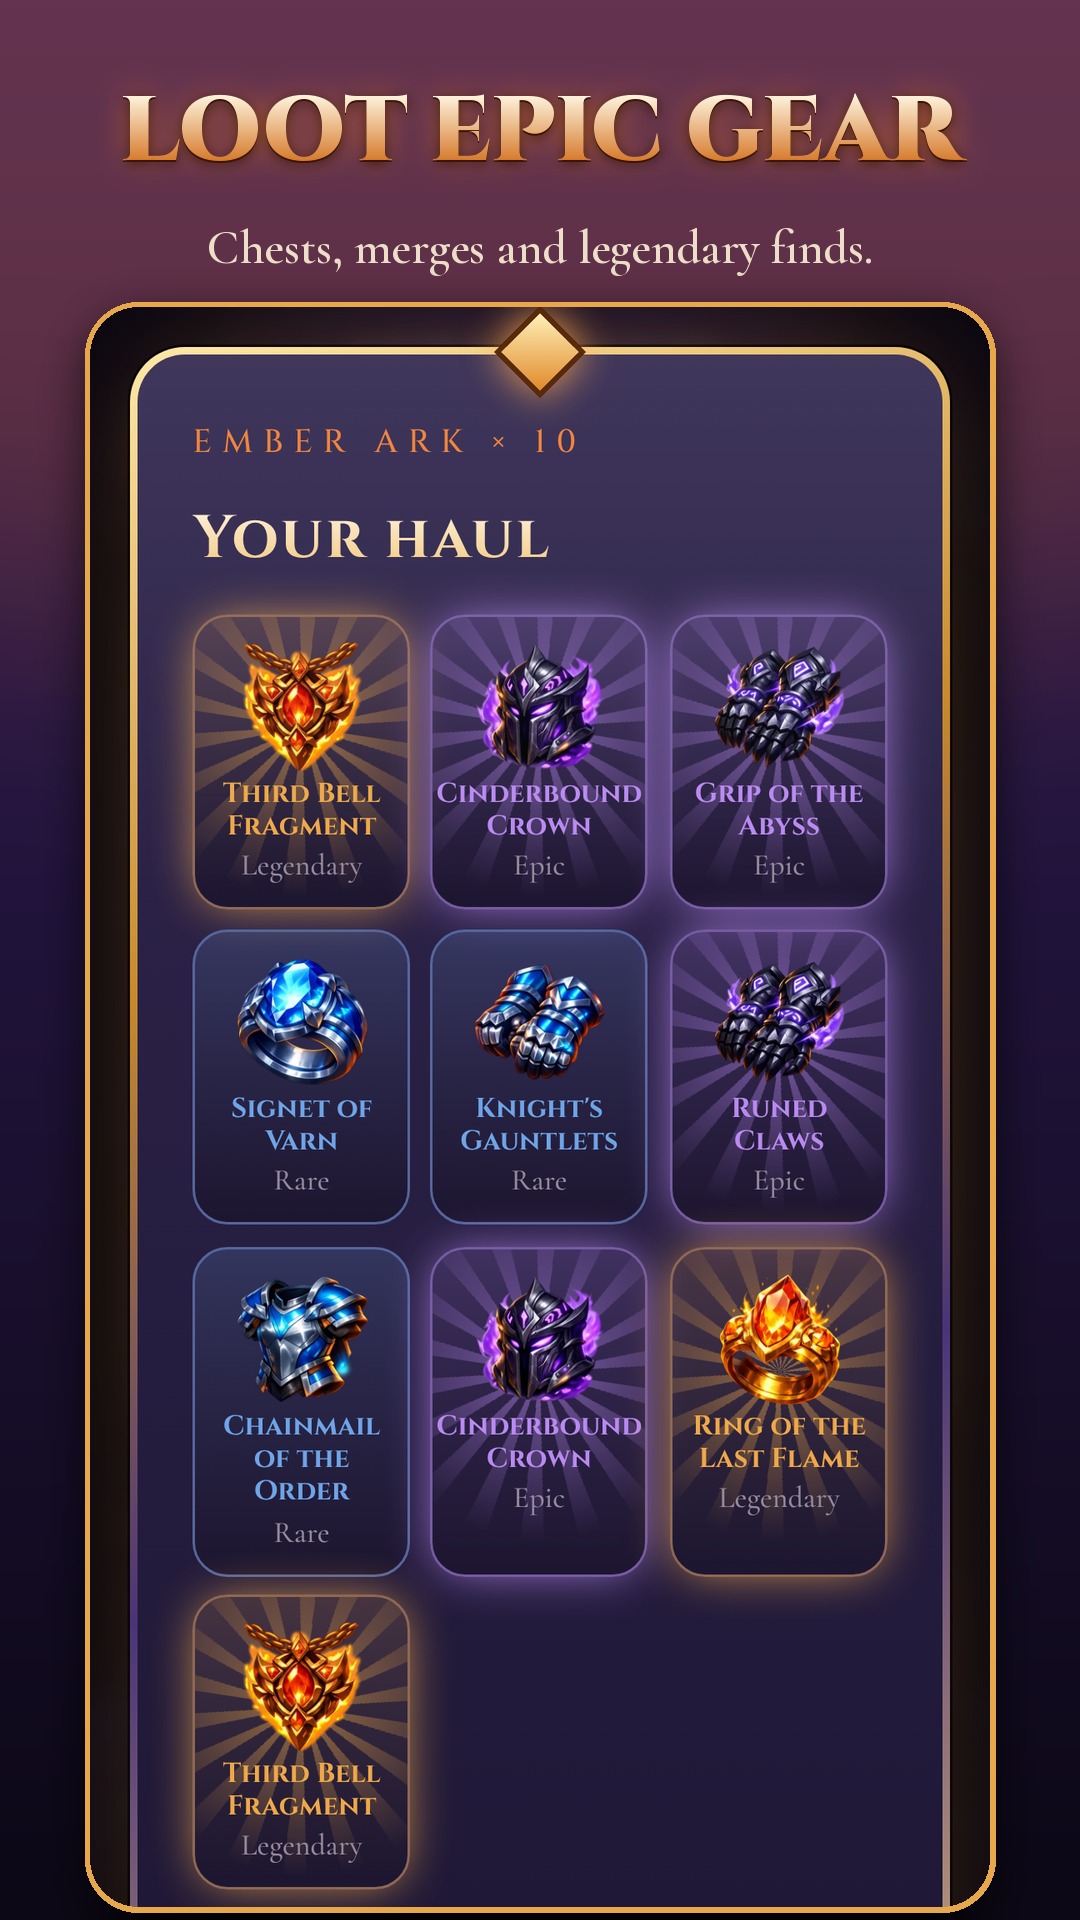 LOOT EPIC GEAR
Chests, merges and legendary finds.
EMBER ARK × 10
YOUR HAUL
THIRD BELL
FRAGMENT
Legendary
CINDERBOUND
CROWN
Epic
GRIP OF THE
ABYSS
Epic
SIGNET OF
VARN
Rare
KNIGHT'S
GAUNTLETS
Rare
RUNED
CLAWS
Epic
CHAINMAIL
OF THE
ORDER
Rare
CINDERBOUND
CROWN
Epic
RING OF THE
LAST FLAME
Legendary
THIRD BELL
FRAGMENT
Legendary